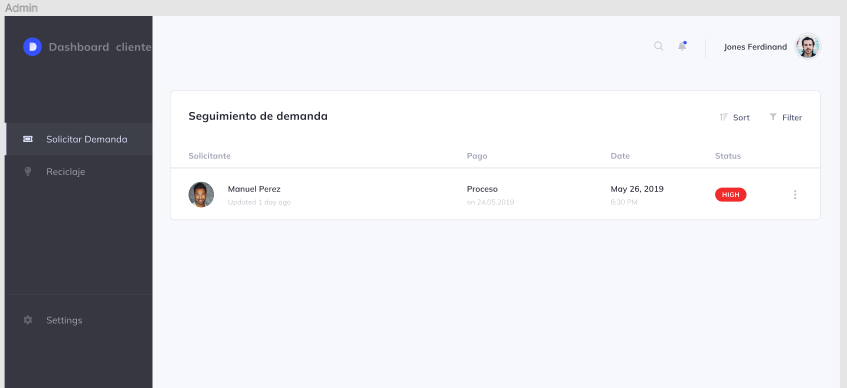 Admin
D Dashboard cliente
Jones Ferdinand
Solicitar Demanda
Reciclaje
Settings
Seguimiento de demanda
Sort Filter
Solicitante Pago Date Status
Manuel Perez Proceso May 26, 2019 HIGH
Updated 1 day ago on 24.05.2019 6:30 PM